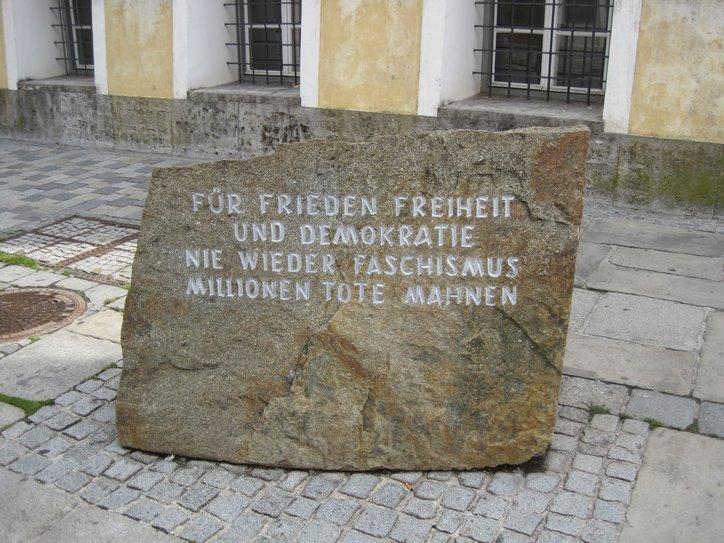 FÜR FRIEDEN FREIHEIT
UND DEMOKRATIE
NIE WIEDER FASCHISMUS
MILLIONEN TOTE MAHNEN